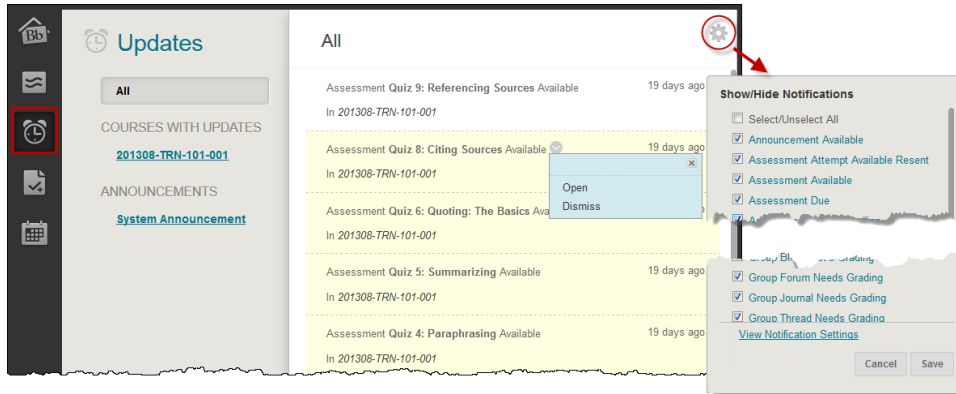 Bb
Updates
All
COURSES WITH UPDATES
201308-TRN-101-001
ANNOUNCEMENTS
System Announcement
All
Assessment Quiz 9: Referencing Sources Available 19 days ago
In 201308-TRN-101-001
Assessment Quiz 8: Citing Sources Available 19 days ago
In 201308-TRN-101-001
Open
Dismiss
Assessment Quiz 6: Quoting: The Basics Ava
In 201308-TRN-101-001
Assessment Quiz 5: Summarizing Available 19 days ago
In 201308-TRN-101-001
Assessment Quiz 4: Paraphrasing Available 19 days ago
In 201308-TRN-101-001
Show/Hide Notifications
Select/Unselect All
Announcement Available
Assessment Attempt Available Resent
Assessment Available
Assessment Due
Group Forum Needs Grading
Group Journal Needs Grading
Group Thread Needs Grading
View Notification Settings
Cancel Save